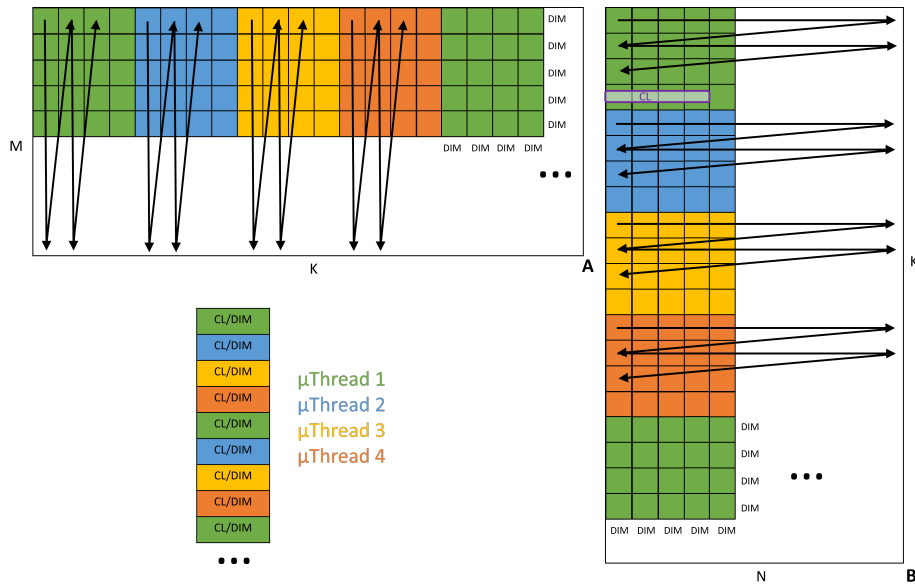 DIM
DIM
DIM
DIM
DIM
M
DIM DIM DIM DIM
...
K
A
CL
K
DIM
DIM
DIM
DIM
...
DIM DIM DIM DIM DIM
N
B
CL/DIM
CL/DIM
CL/DIM
CL/DIM
CL/DIM
CL/DIM
CL/DIM
CL/DIM
CL/DIM
...
μThread 1
μThread 2
μThread 3
μThread 4